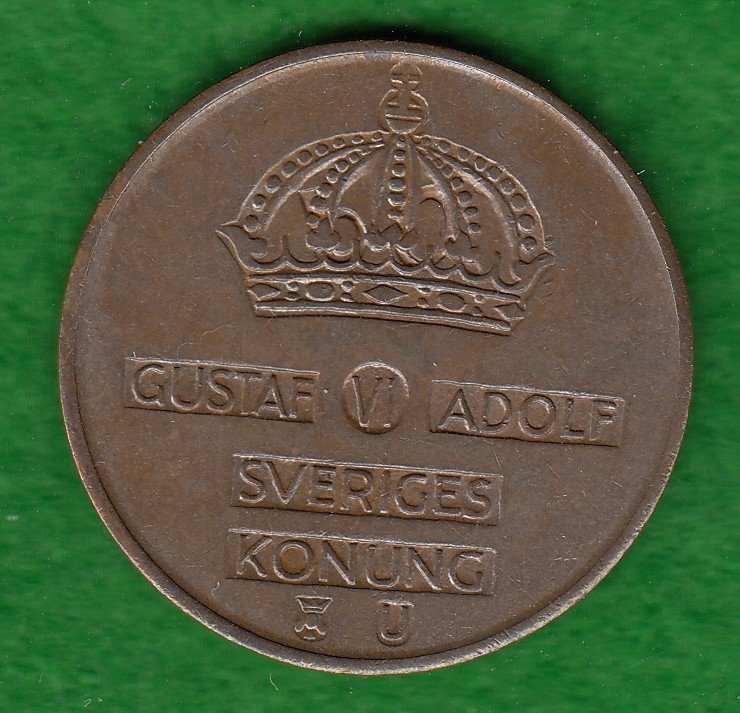 GUSTAF VI ADOLF
SVERIGES
KONUNG
U